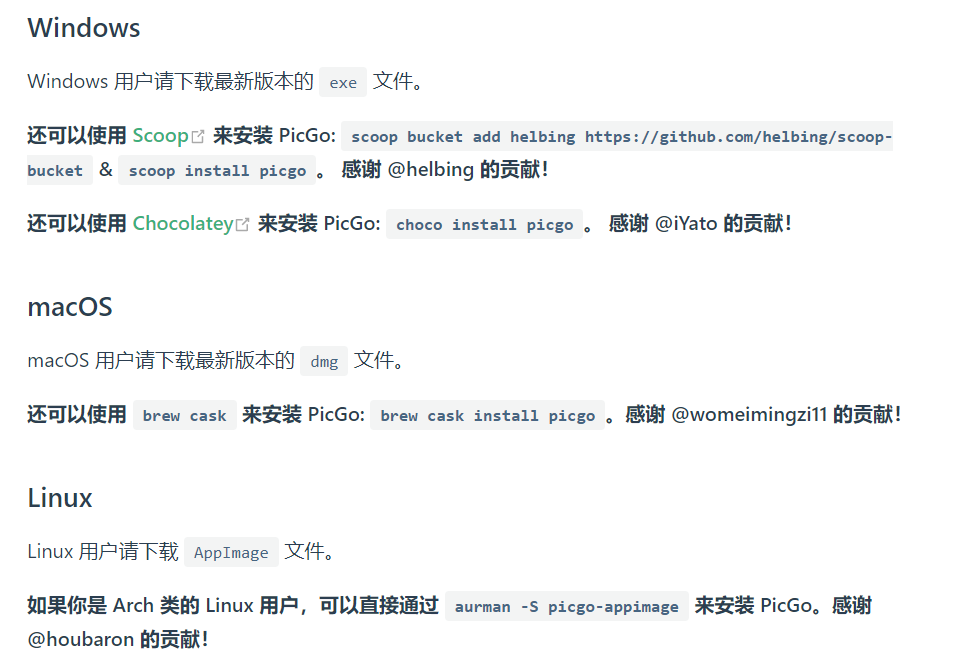 Windows
Windows 用户请下载最新版本的 exe 文件。
还可以使用 Scoop 来安装 PicGo: scoop bucket add helbing https://github.com/helbing/scoop-
bucket & scoop install picgo 。 感谢 @helbing 的贡献!
还可以使用 Chocolatey 来安装 PicGo: choco install picgo 。 感谢 @iYato 的贡献!
macOS
macOS 用户请下载最新版本的 dmg 文件。
还可以使用 brew cask 来安装 PicGo: brew cask install picgo 。感谢 @womeimingzi11 的贡献!
Linux
Linux 用户请下载 AppImage 文件。
如果你是 Arch 类的 Linux 用户，可以直接通过 aurman -S picgo-appimage 来安装 PicGo。感谢
@houbaron 的贡献!